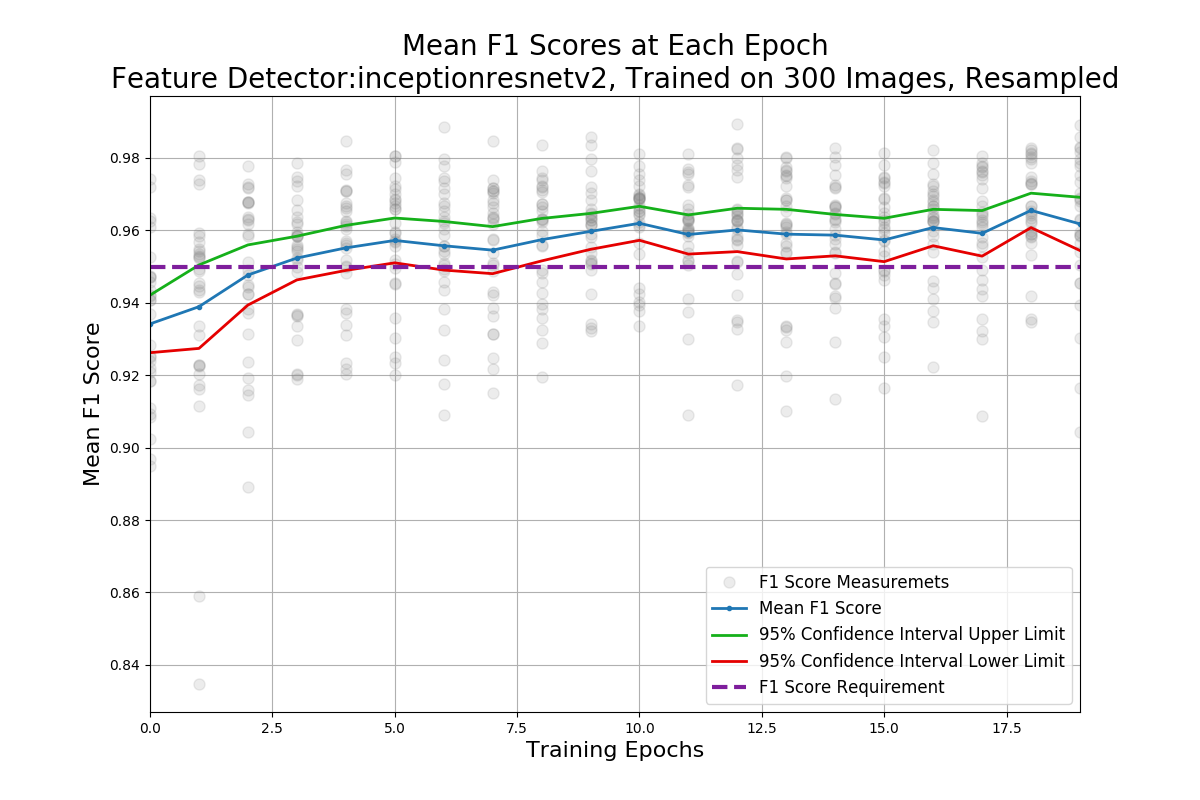 Mean F1 Scores at Each Epoch
Feature Detector:inceptionresnetv2, Trained on 300 Images, Resampled
Mean F1 Score
0.98
0.96
0.94
0.92
0.90
0.88
0.86
0.84
0.0
2.5
5.0
7.5
10.0
12.5
15.0
17.5
Training Epochs
F1 Score Measuremets
Mean F1 Score
95% Confidence Interval Upper Limit
95% Confidence Interval Lower Limit
F1 Score Requirement